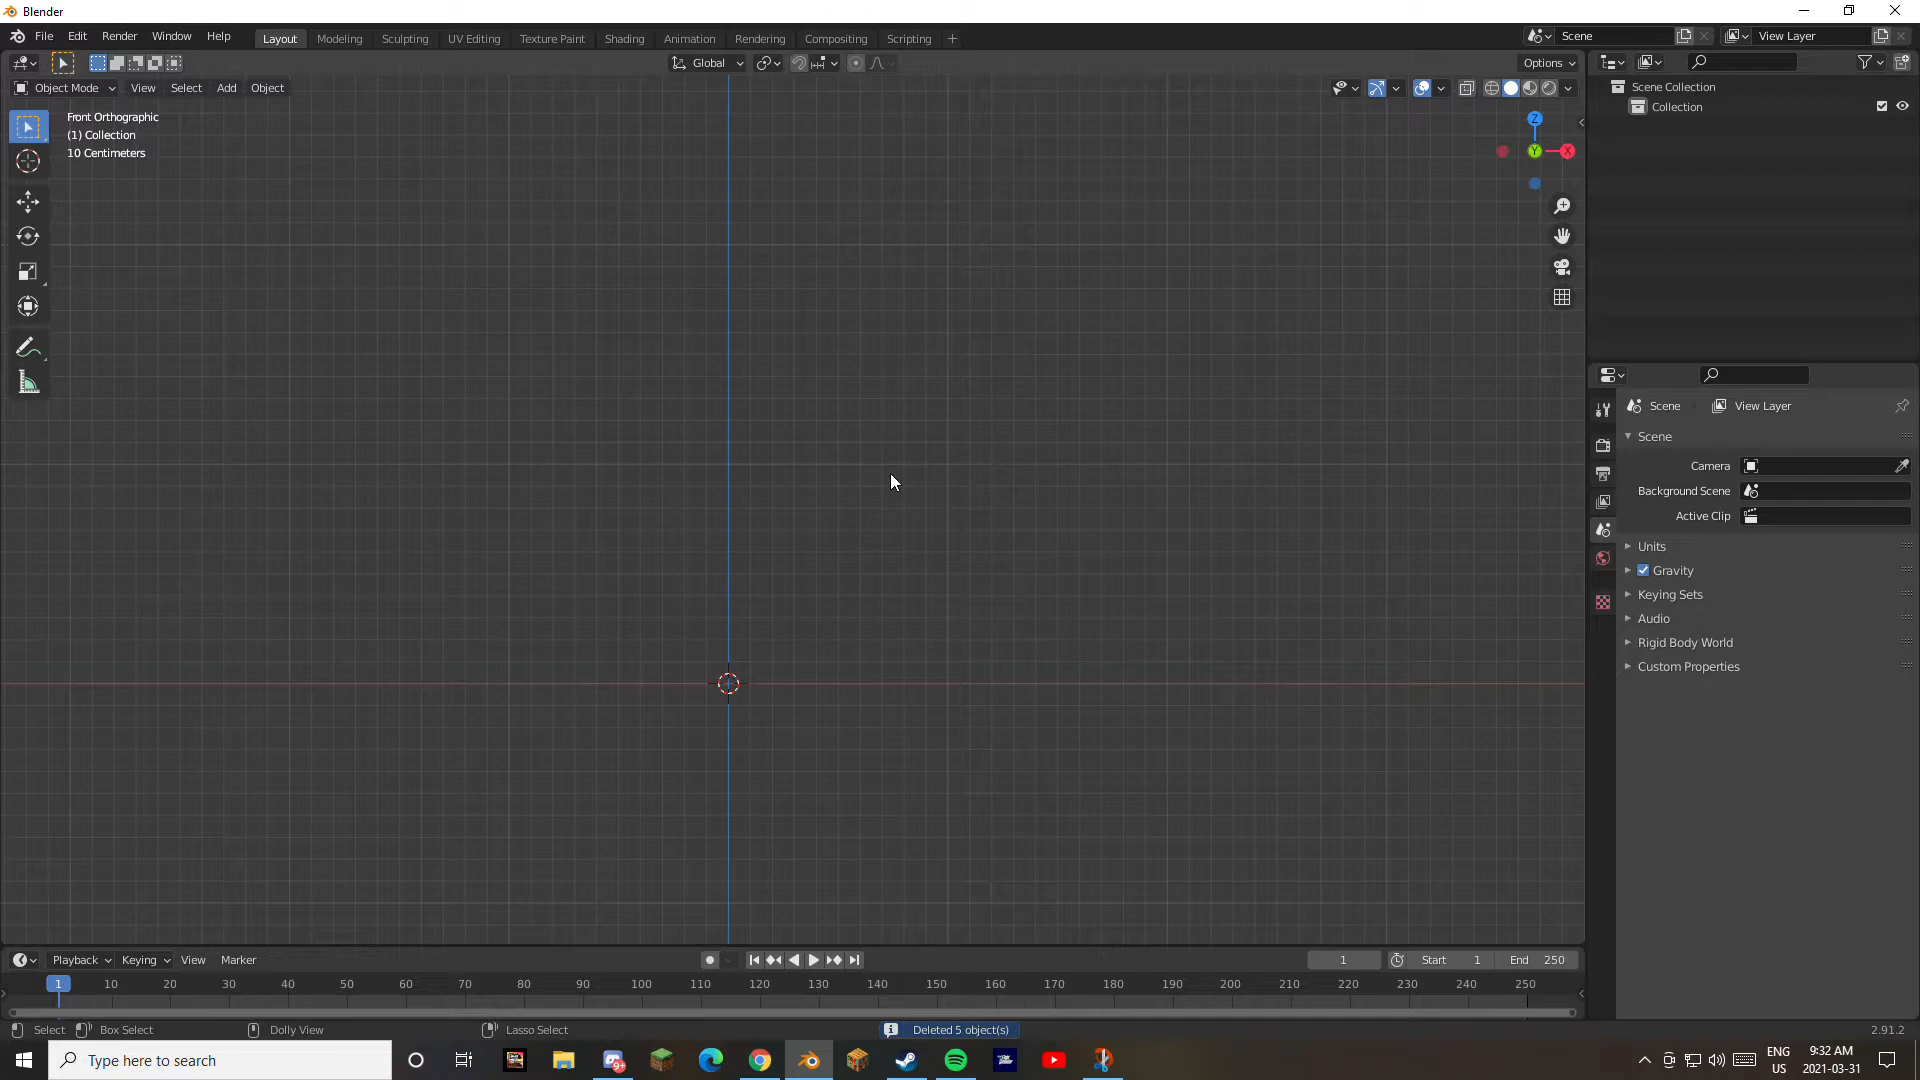 Blender
File Edit Render Window Help
Layout Modeling Sculpting UV Editing Texture Paint Shading Animation Rendering Compositing Scripting +
Scene
View Layer
Global
Options
Object Mode View Select Add Object
Front Orthographic
(1) Collection
10 Centimeters
Z
Y
X
Scene Collection
Collection
Scene View Layer
Scene
Camera
Background Scene
Active Clip
Units
Gravity
Keying Sets
Audio
Rigid Body World
Custom Properties
Playback Keying View Marker
1
Start 1
End 250
1 10 20 30 40 50 60 70 80 90 100 110 120 130 140 150 160 170 180 190 200 210 220 230 240 250
Select Box Select Dolly View Lasso Select
Deleted 5 object(s)
2.91.2
Type here to search
9+
ENG
US
9:32 AM
2021-03-31